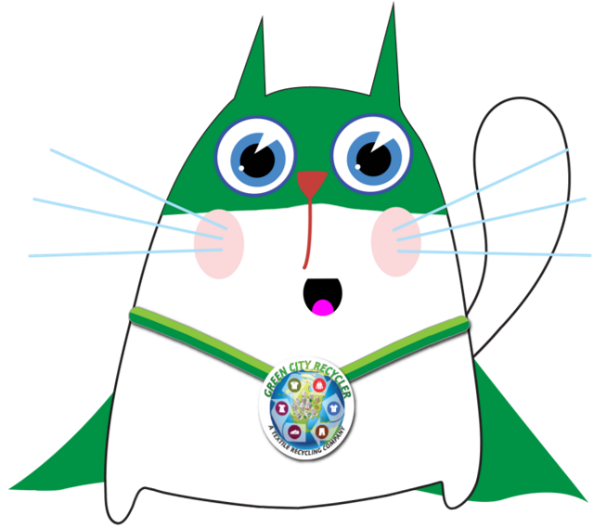 GREEN CITY RECYCLER
A TEXTILE RECYCLING COMPANY